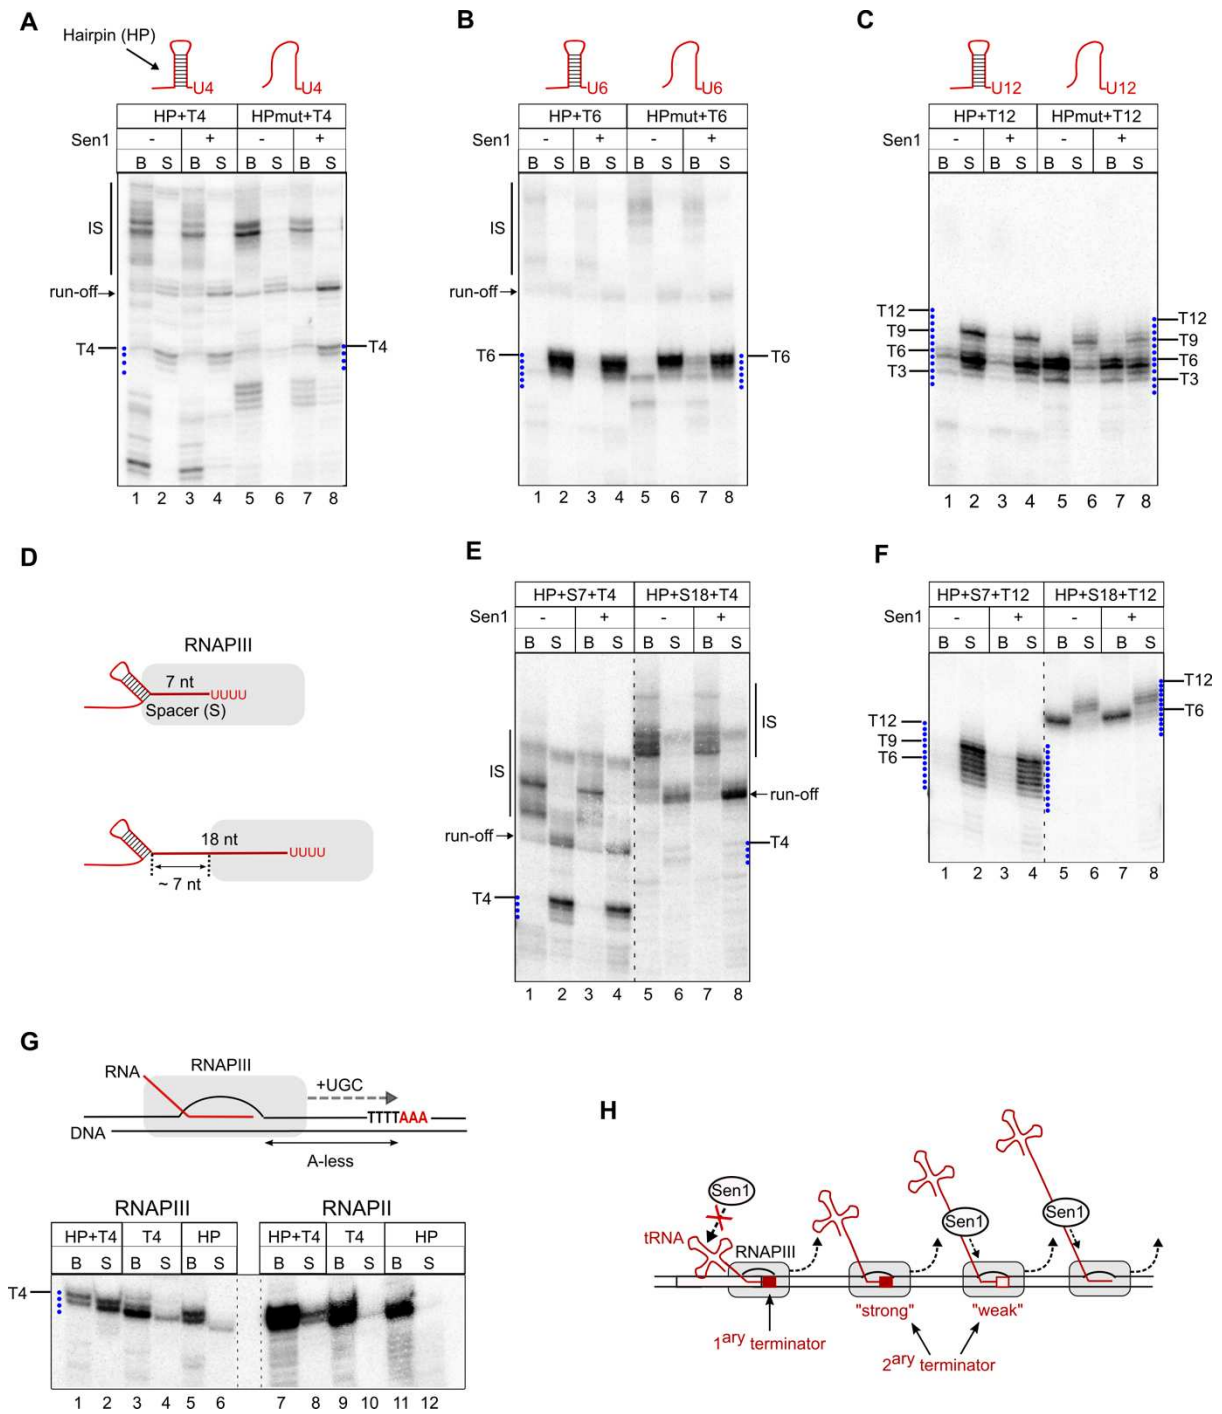 A
Hairpin (HP)
U4
U4
HP+T4
HPmut+T4
Sen1
-
+
-
+
B
S
B
S
B
S
B
S
IS
run-off
T4
T4
1
2
3
4
5
6
7
8
B
U6
U6
HP+T6
HPmut+T6
Sen1
-
+
-
+
B
S
B
S
B
S
B
S
IS
run-off
T6
T6
1
2
3
4
5
6
7
8
C
U12
U12
HP+T12
HPmut+T12
Sen1
-
+
-
+
B
S
B
S
B
S
B
S
T12
T9
T6
T3
T12
T9
T6
T3
1
2
3
4
5
6
7
8
D
RNAPIII
7 nt
UUUU
Spacer (S)
18 nt
UUUU
~ 7 nt
E
HP+S7+T4
HP+S18+T4
Sen1
-
+
-
+
B
S
B
S
B
S
B
S
IS
run-off
T4
IS
run-off
T4
1
2
3
4
5
6
7
8
F
HP+S7+T12
HP+S18+T12
Sen1
-
+
-
+
B
S
B
S
B
S
B
S
T12
T9
T6
T12
T6
1
2
3
4
5
6
7
8
G
RNAPIII
RNA
+UGC
TTTTAAA
DNA
A-less
RNAPIII
RNAPII
HP+T4
T4
HP
HP+T4
T4
HP
B
S
B
S
B
S
B
S
B
S
B
S
T4
1
2
3
4
5
6
7
8
9
10
11
12
H
Sen1
tRNA
RNAPIII
Sen1
Sen1
"strong"
"weak"
1ary terminator
2ary terminator